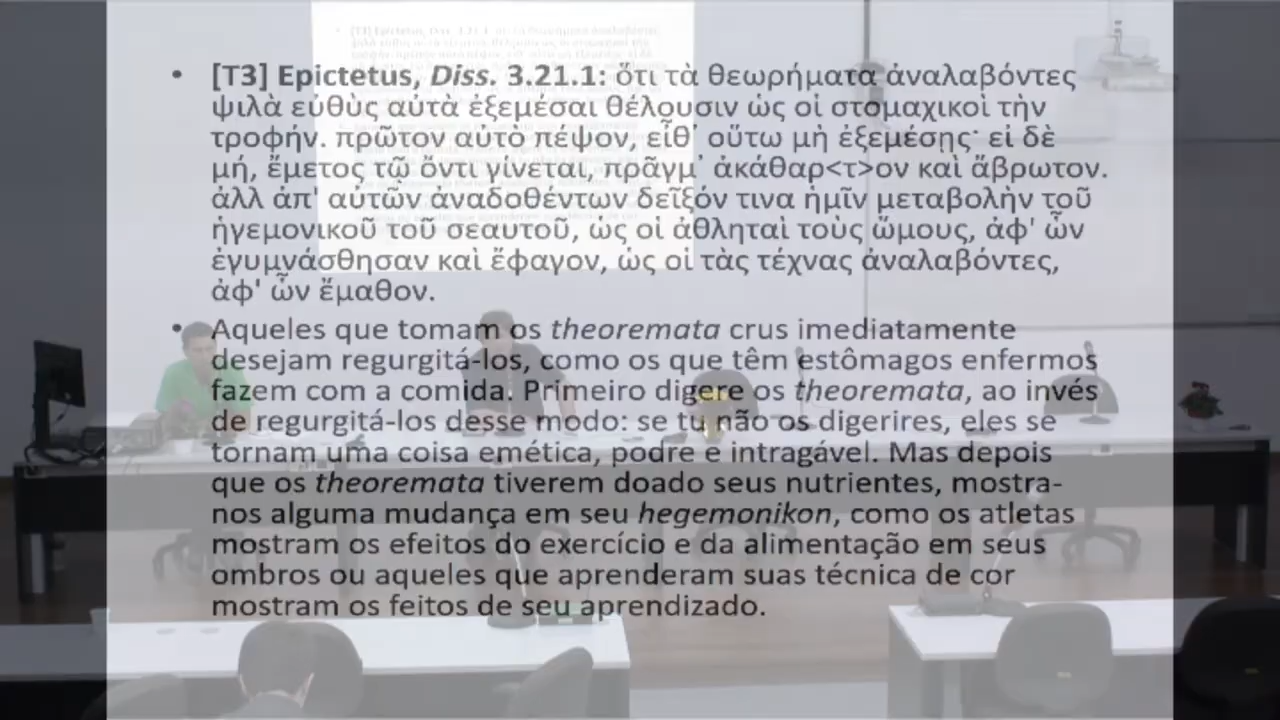 • [T3] Epictetus, Diss. 3.21.1: ὅτι τὰ θεωρήματα ἀναλαβόντες
ψιλὰ εὐθὺς αὐτὰ ἐξεμέσαι θέλουσιν ὡς οἱ στομαχικοὶ τὴν
τροφήν. πρῶτον αὐτὸ πέψον, εἶθ᾽ οὕτω μὴ ἐξεμέσῃς· εἰ δὲ
μή, ἔμετος τῷ ὄντι γίνεται, πρᾶγμ᾽ ἀκάθαρ<τ>ον καὶ ἄβρωτον.
ἀλλ ἀπ' αὐτῶν ἀναδοθέντων δεῖξόν τινα ἡμῖν μεταβολὴν τοῦ
ἡγεμονικοῦ τοῦ σεαυτοῦ, ὡς οἱ ἀθληταὶ τοὺς ὤμους, ἀφ' ὧν
ἐγυμνάσθησαν καὶ ἔφαγον, ὡς οἱ τὰς τέχνας ἀναλαβόντες,
ἀφ' ὧν ἔμαθον.
• Aqueles que tomam os theoremata crus imediatamente
desejam regurgitá-los, como os que têm estômagos enfermos
fazem com a comida. Primeiro digere os theoremata, ao invés
de regurgitá-los desse modo: se tu não os digerires, eles se
tornam uma coisa emética, podre e intragável. Mas depois
que os theoremata tiverem doado seus nutrientes, mostra-
nos alguma mudança em seu hegemonikon, como os atletas
mostram os efeitos do exercício e da alimentação em seus
ombros ou aqueles que aprenderam suas técnica de cor
mostram os feitos de seu aprendizado.